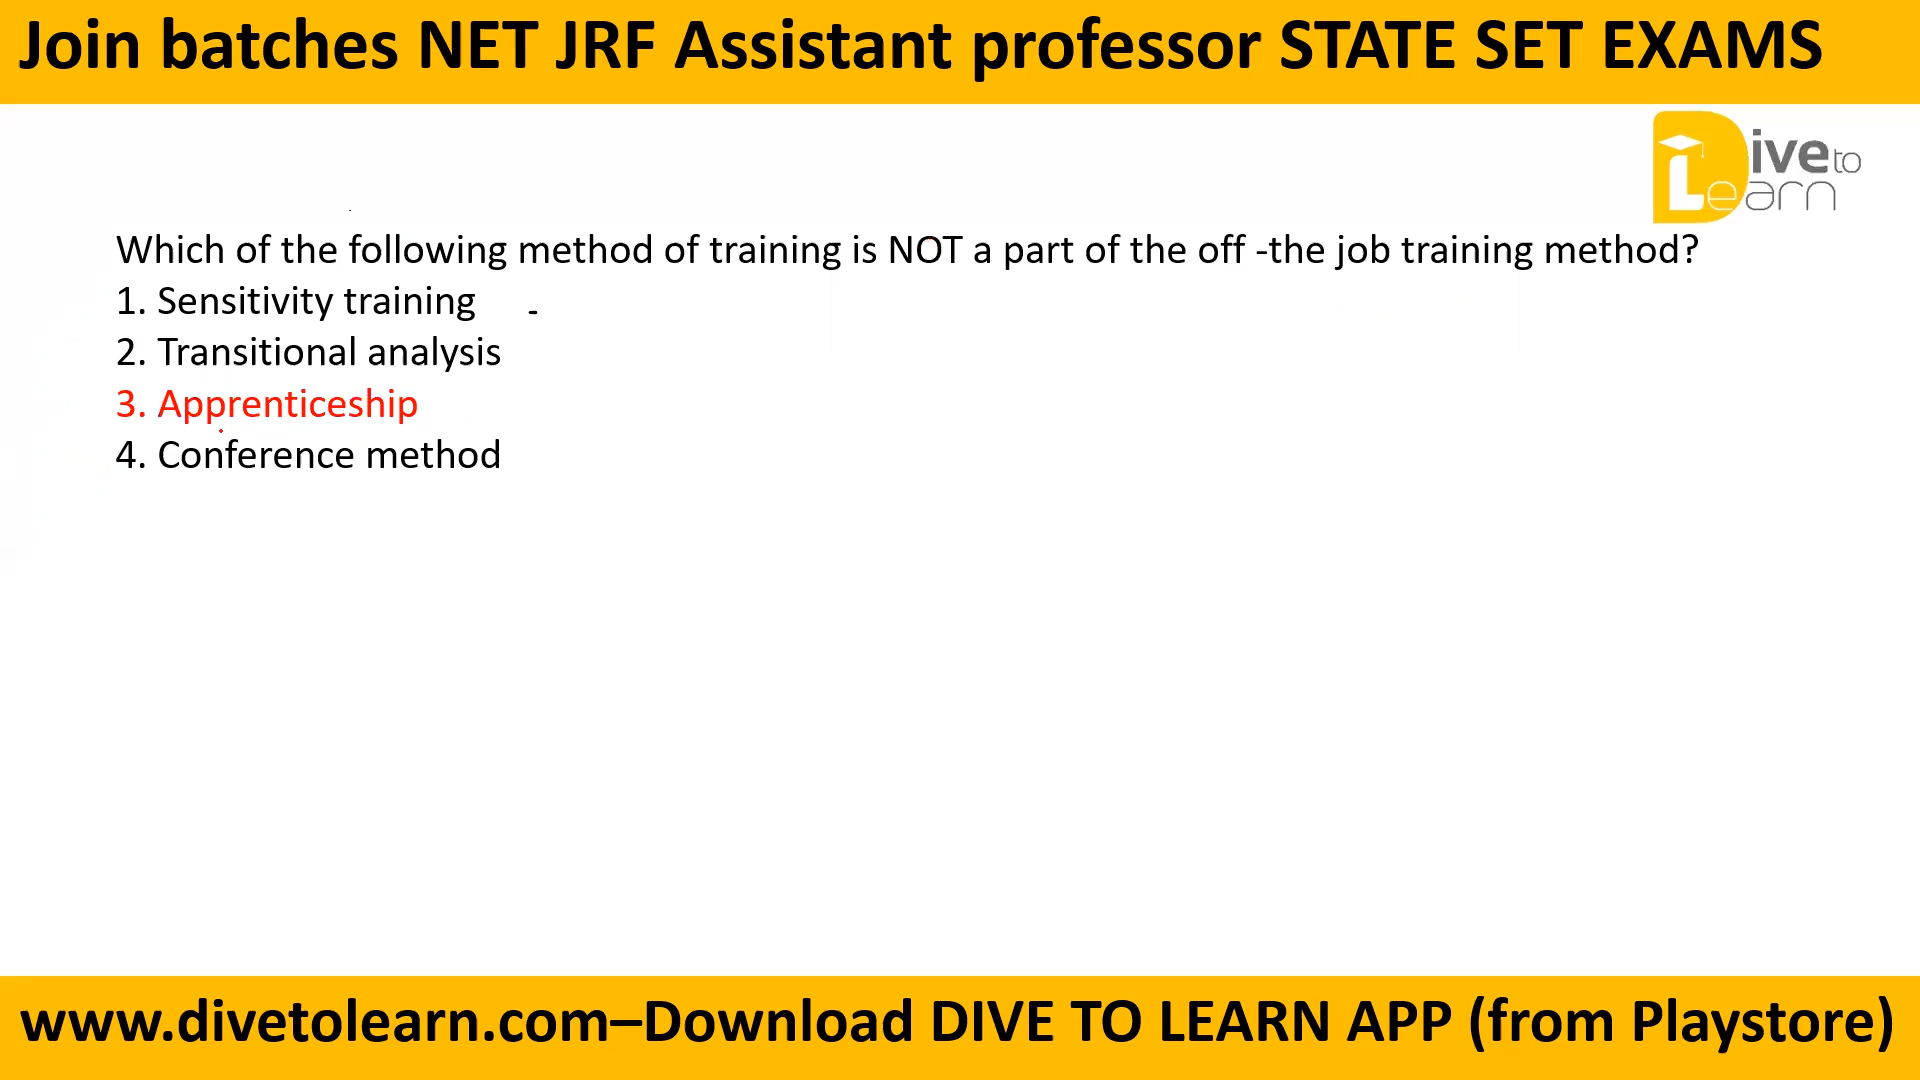 Join batches NET JRF Assistant professor STATE SET EXAMS
Dive to
Learn
Which of the following method of training is NOT a part of the off -the job training method?
1. Sensitivity training
2. Transitional analysis
3. Apprenticeship
4. Conference method
www.divetolearn.com–Download DIVE TO LEARN APP (from Playstore)